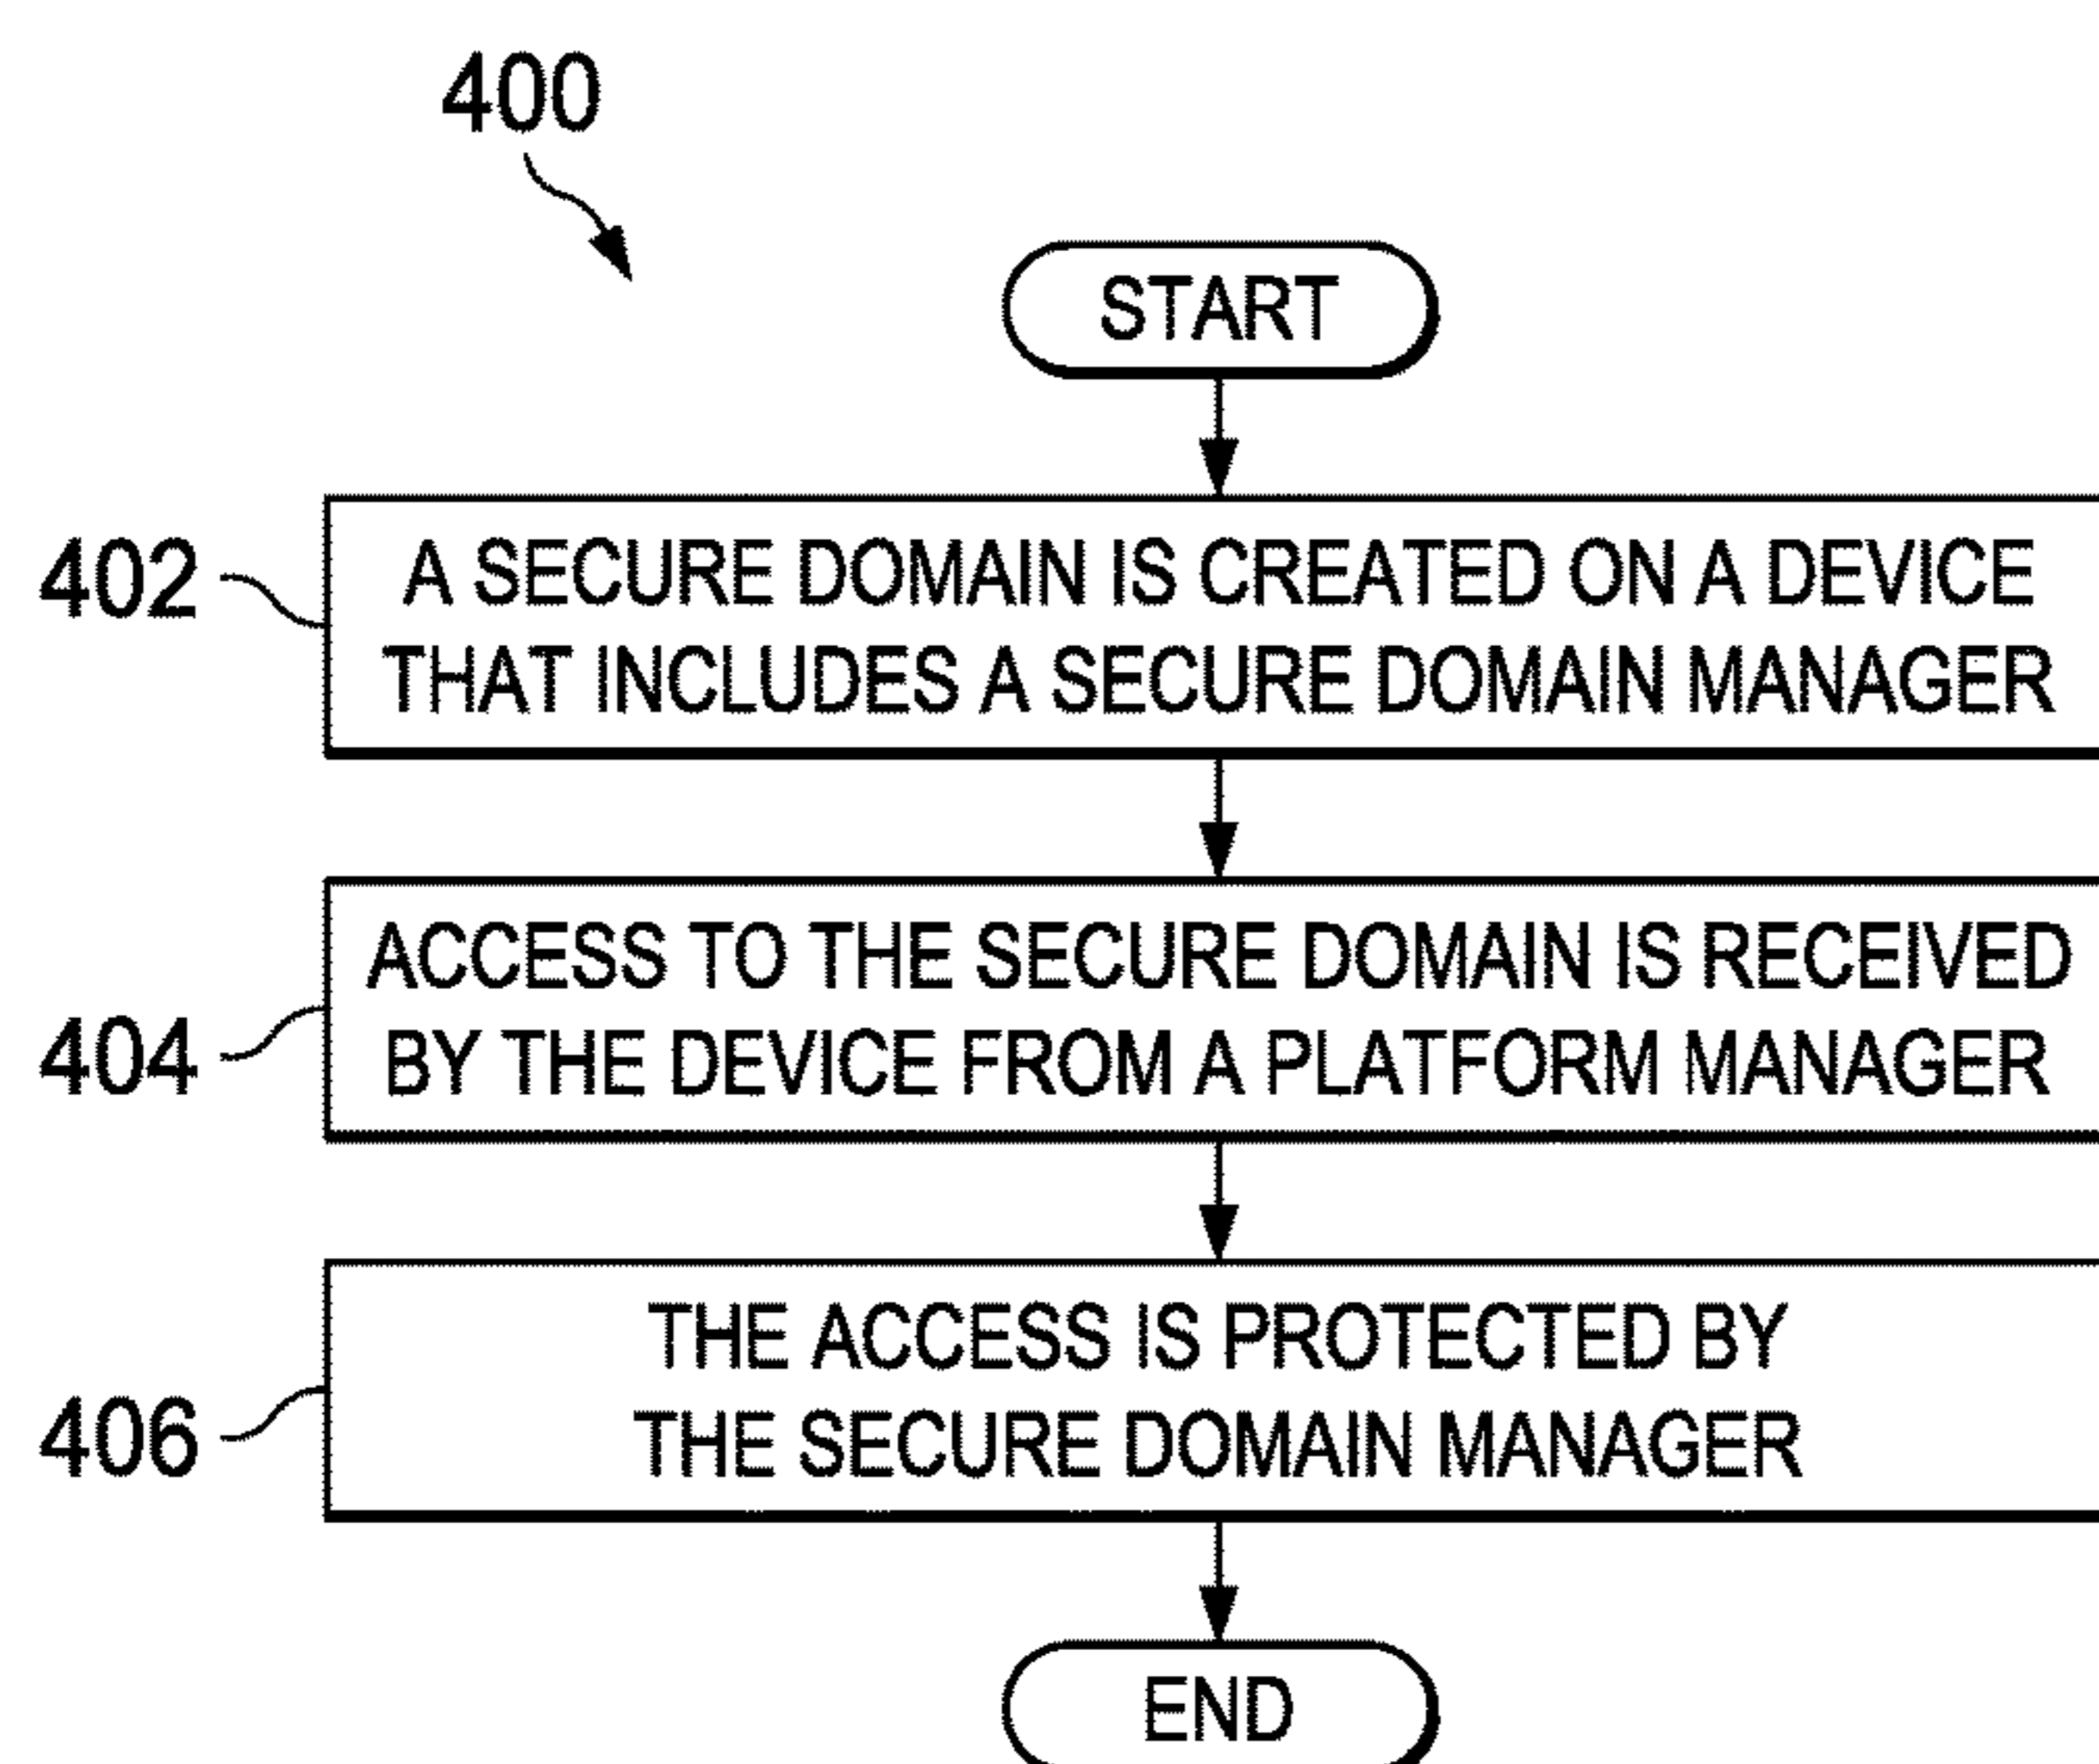 400
START
402
A SECURE DOMAIN IS CREATED ON A DEVICE
THAT INCLUDES A SECURE DOMAIN MANAGER
404
ACCESS TO THE SECURE DOMAIN IS RECEIVED
BY THE DEVICE FROM A PLATFORM MANAGER
406
THE ACCESS IS PROTECTED BY
THE SECURE DOMAIN MANAGER
END